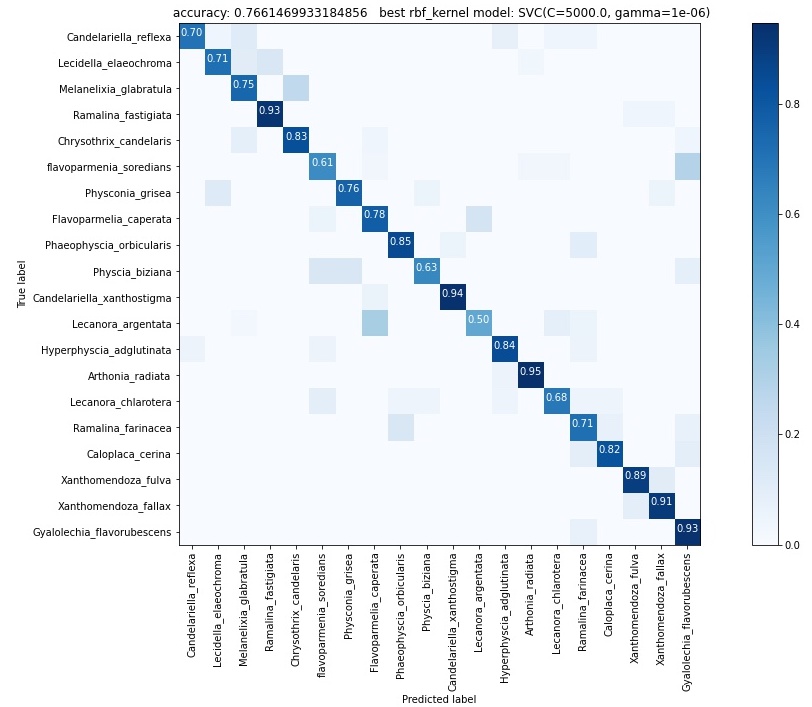 accuracy: 0.7661469933184856   best rbf_kernel model: SVC(C=5000.0, gamma=1e-06)
True label
Candelariella_reflexa 0.70
Lecidella_elaeochroma 0.71
Melanelixia_glabratula 0.75
Ramalina_fastigiata 0.93
Chrysothrix_candelaris 0.83
flavoparmenia_soredians 0.61
Physconia_grisea 0.76
Flavoparmelia_caperata 0.78
Phaeophyscia_orbicularis 0.85
Physcia_biziana 0.63
Candelariella_xanthostigma 0.94
Lecanora_argentata 0.50
Hyperphyscia_adglutinata 0.84
Arthonia_radiata 0.95
Lecanora_chlarotera 0.68
Ramalina_farinacea 0.71
Caloplaca_cerina 0.82
Xanthomendoza_fulva 0.89
Xanthomendoza_fallax 0.91
Gyalolechia_flavorubescens 0.93
Candelariella_reflexa
Lecidella_elaeochroma
Melanelixia_glabratula
Ramalina_fastigiata
Chrysothrix_candelaris
flavoparmenia_soredians
Physconia_grisea
Flavoparmelia_caperata
Phaeophyscia_orbicularis
Physcia_biziana
Candelariella_xanthostigma
Lecanora_argentata
Hyperphyscia_adglutinata
Arthonia_radiata
Lecanora_chlarotera
Ramalina_farinacea
Caloplaca_cerina
Xanthomendoza_fulva
Xanthomendoza_fallax
Gyalolechia_flavorubescens
Predicted label
0.8
0.6
0.4
0.2
0.0